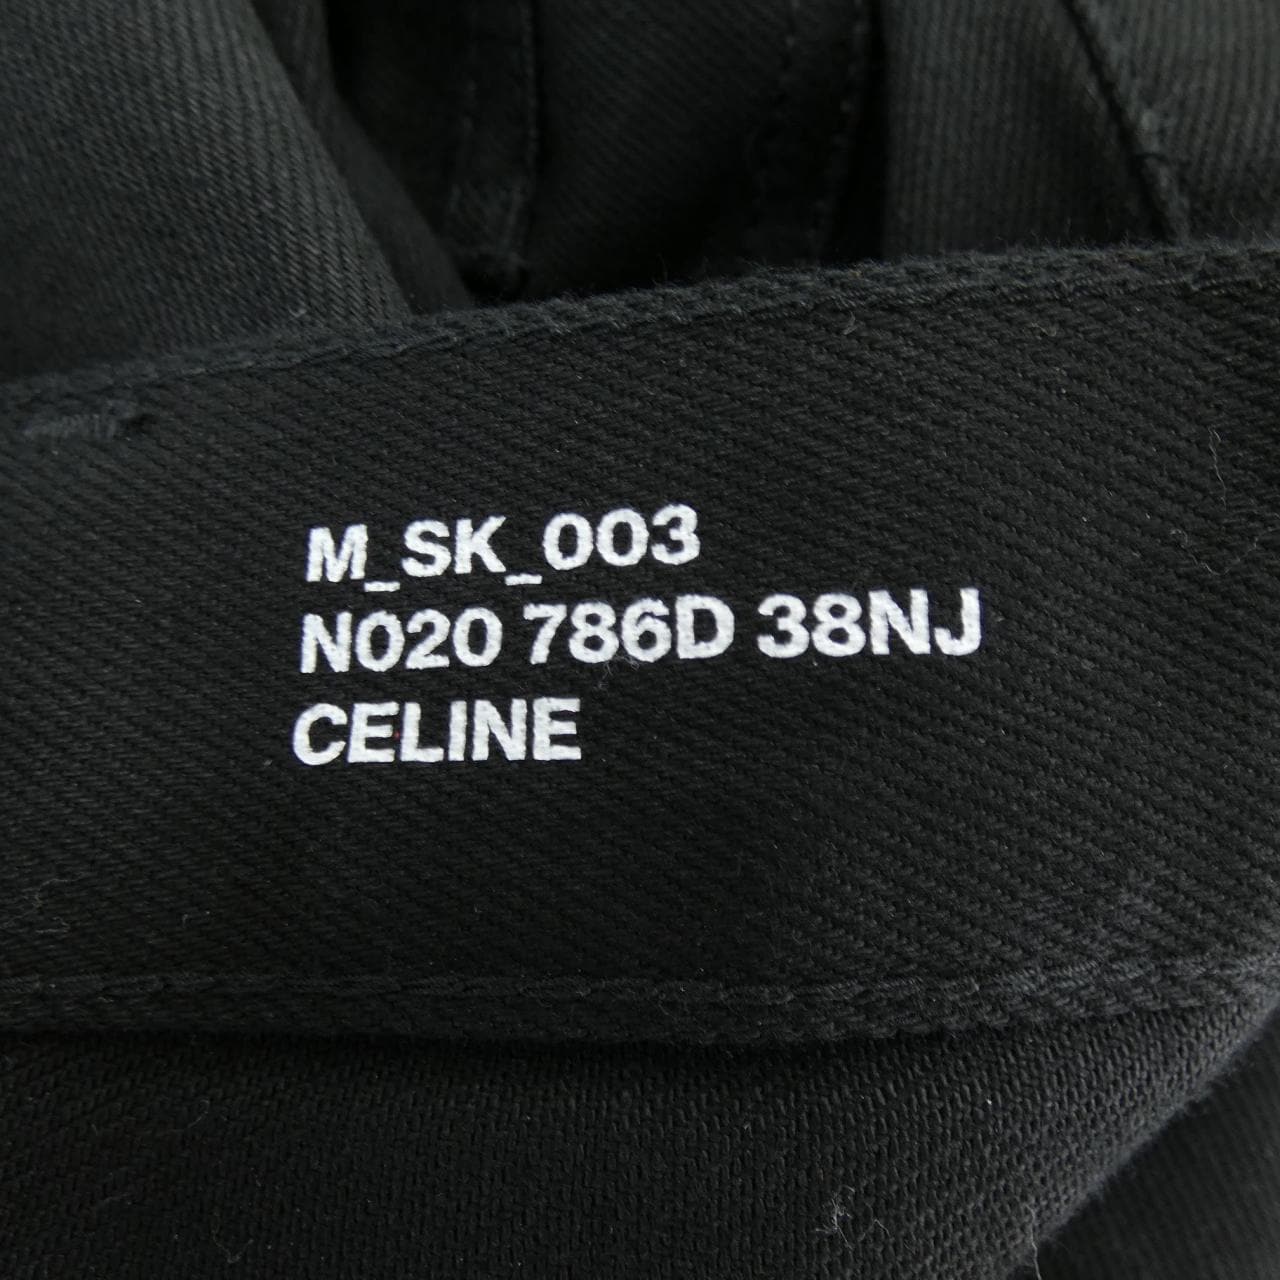 M_SK_003
N020 786D 38NJ
CELINE